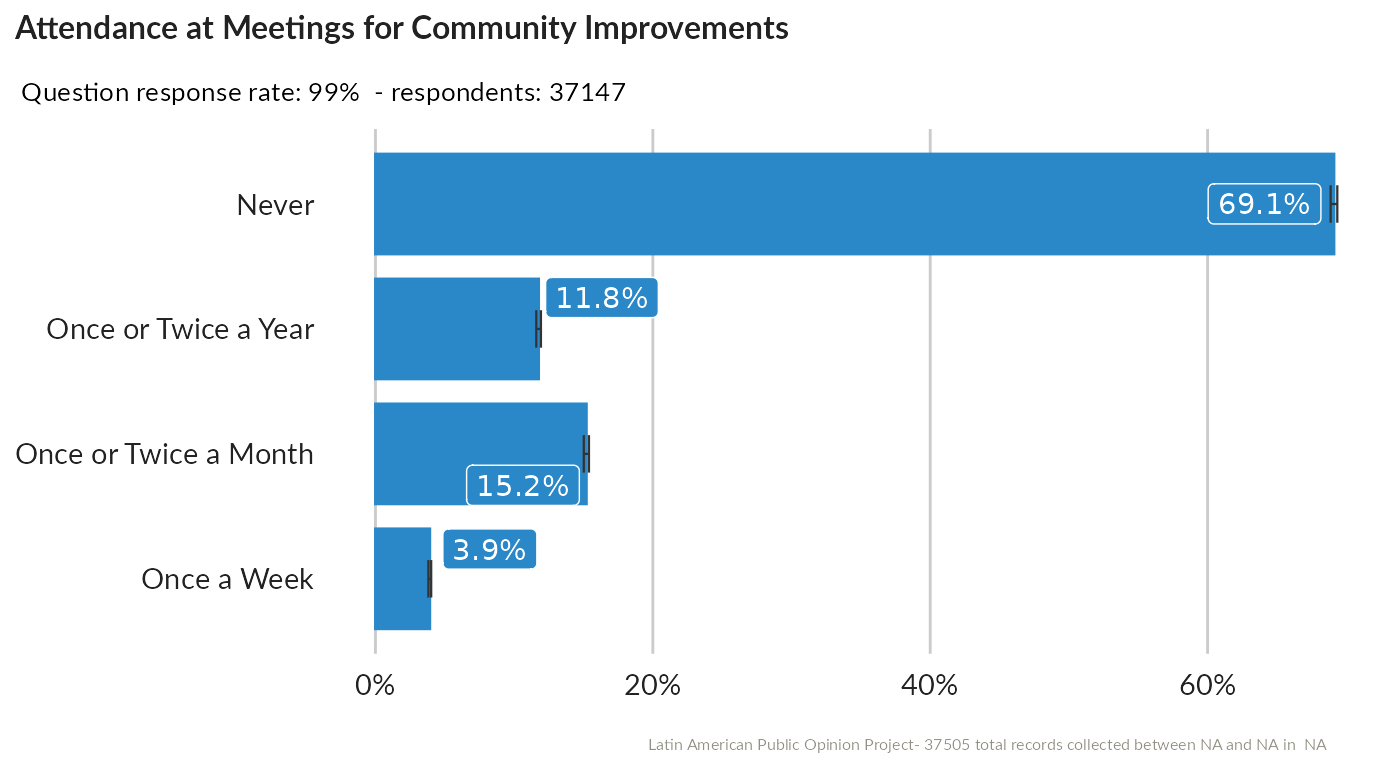 Attendance at Meetings for Community Improvements
Question response rate: 99% - respondents: 37147
Never
69.1%
Once or Twice a Year
11.8%
Once or Twice a Month
15.2%
Once a Week
3.9%
0%
20%
40%
60%
Latin American Public Opinion Project- 37505 total records collected between NA and NA in NA